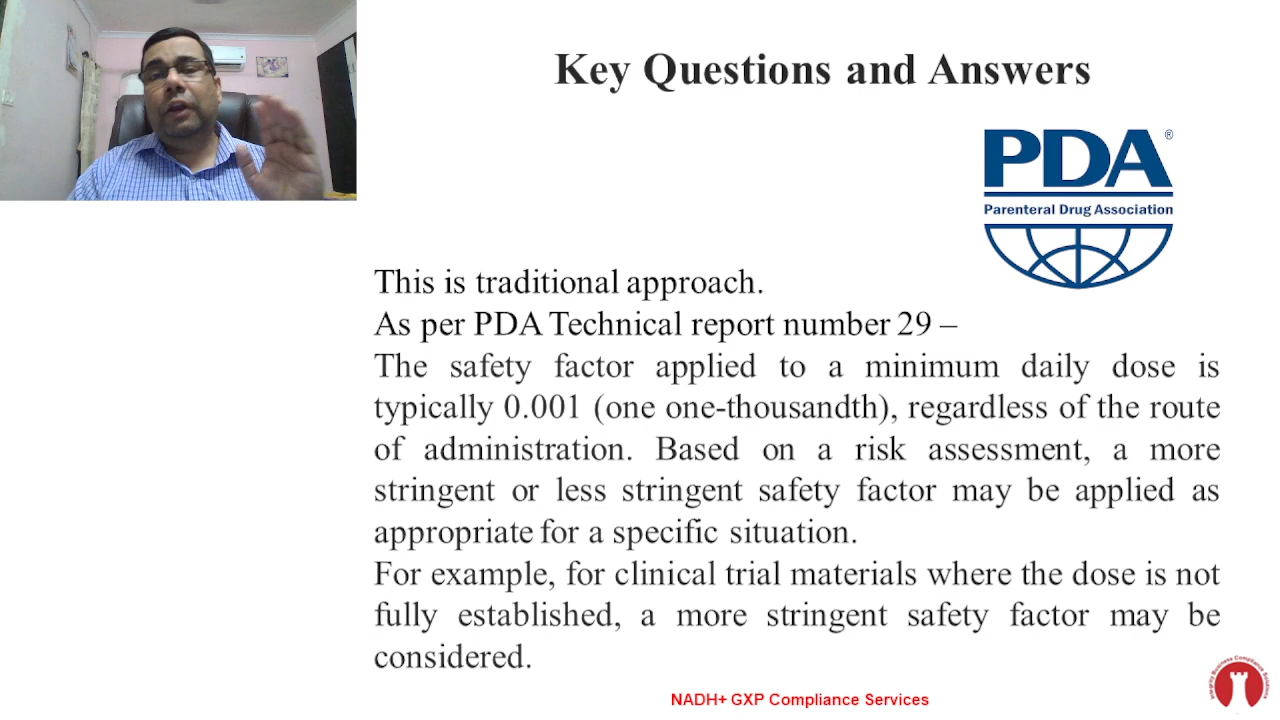 Key Questions and Answers
PDA®
Parenteral Drug Association
This is traditional approach.
As per PDA Technical report number 29 –
The safety factor applied to a minimum daily dose is
typically 0.001 (one one-thousandth), regardless of the route
of administration. Based on a risk assessment, a more
stringent or less stringent safety factor may be applied as
appropriate for a specific situation.
For example, for clinical trial materials where the dose is not
fully established, a more stringent safety factor may be
considered.
NADH+ GXP Compliance Services
Integrity Business Compliance Solutions